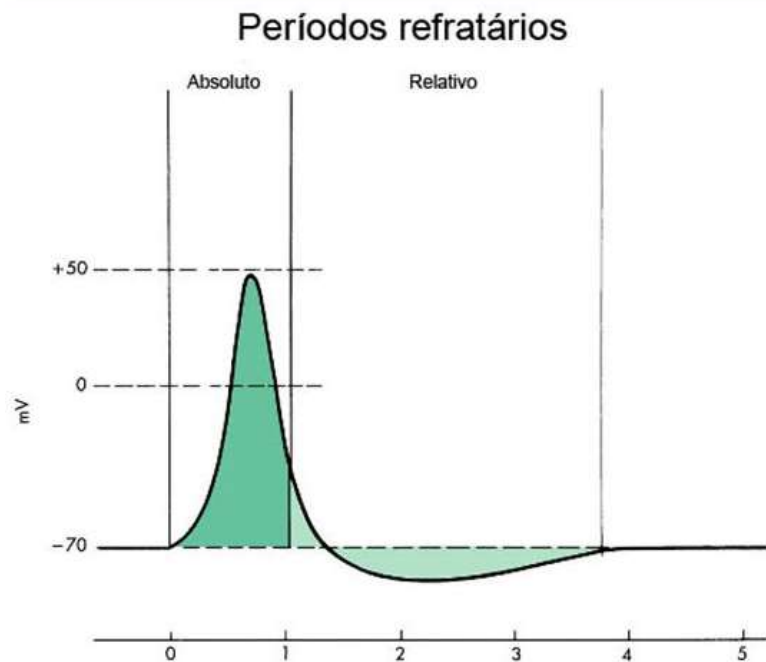 Períodos refratários
Absoluto Relativo
+50
0
mV
−70
0 1 2 3 4 5